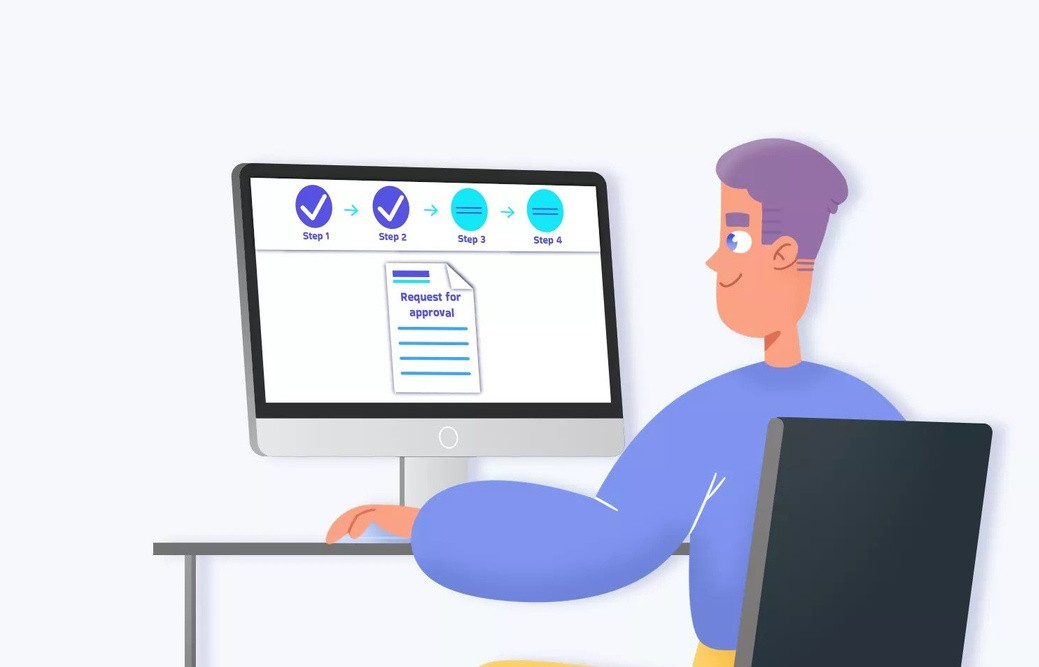 Step 1
Step 2
Step 3
Step 4
Request for
approval